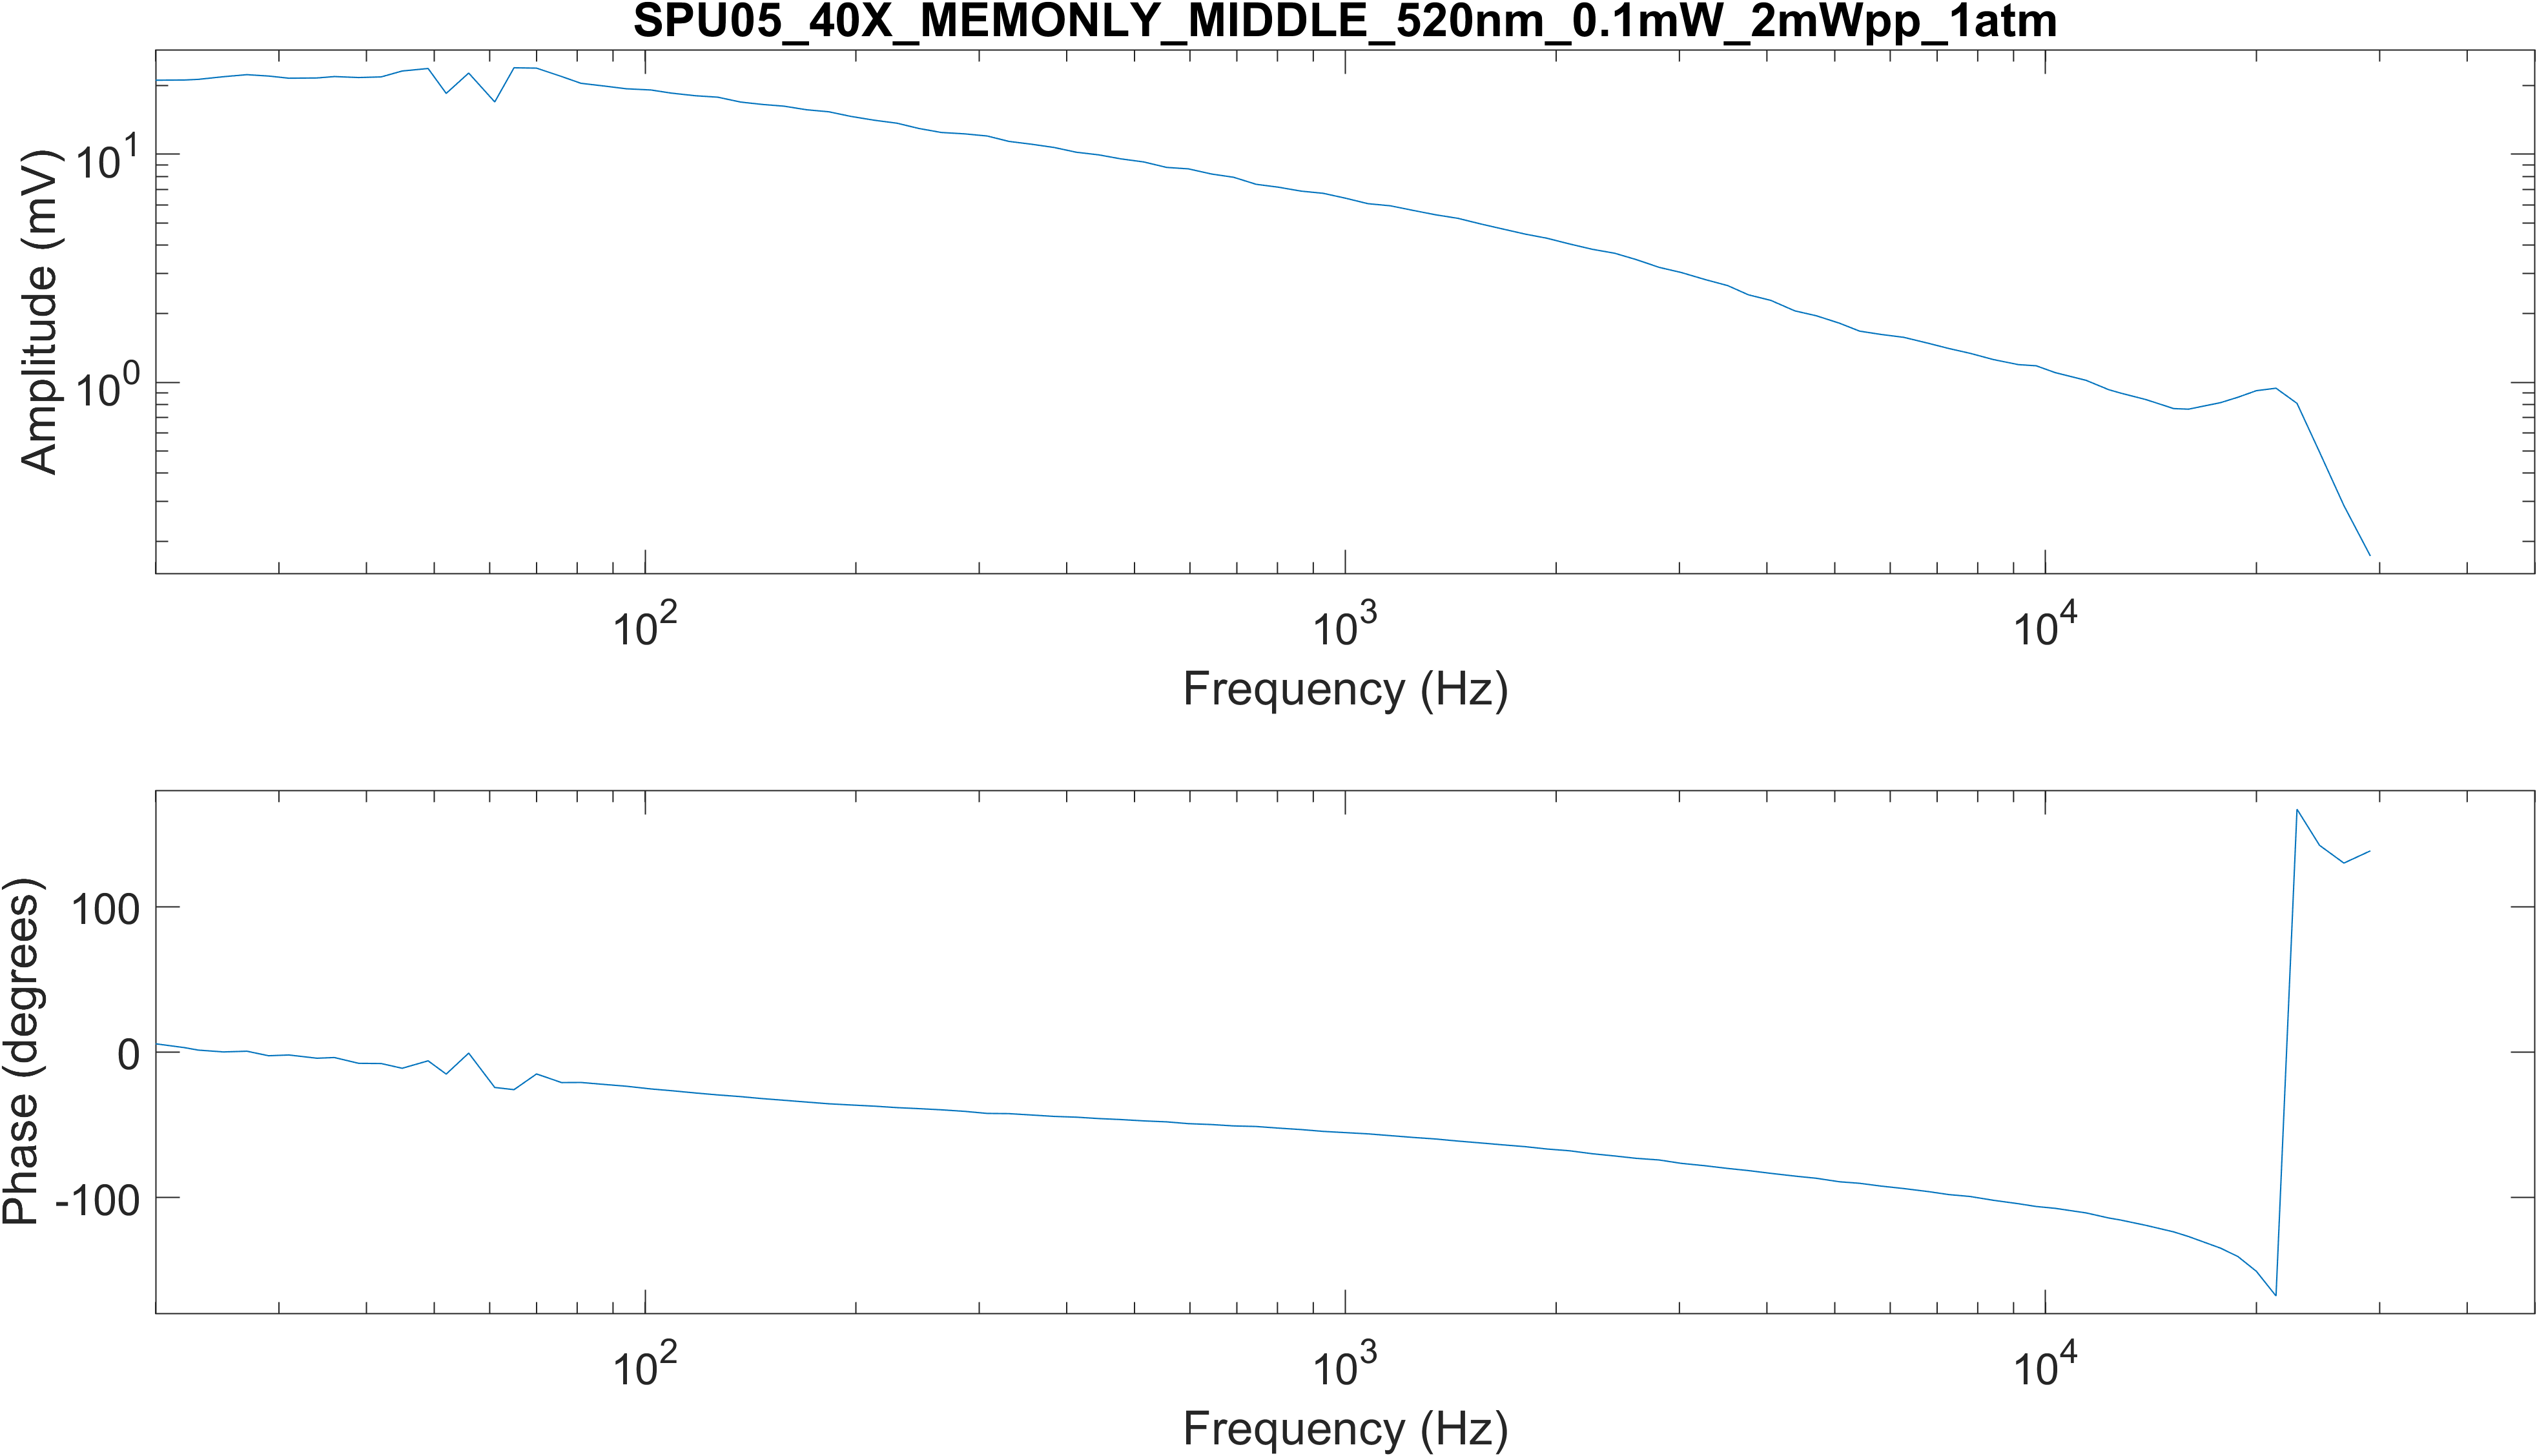 SPU05_40X_MEMONLY_MIDDLE_520nm_0.1mW_2mWpp_1atm
Amplitude (mV)
10^1
10^0
10^2
10^3
10^4
Frequency (Hz)
Phase (degrees)
100
0
-100
10^2
10^3
10^4
Frequency (Hz)